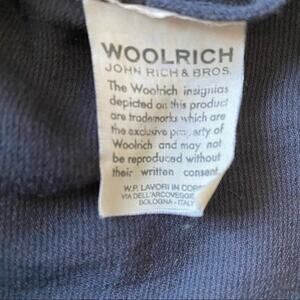 WOOLRICH
JOHN RICH & BROS.
The Woolrich insignias
depicted on this product
are trademarks which are
the exclusive property of
Woolrich and may not
be reproduced without
their written consent.
W.P. LAVORI IN CORSO
VIA DELL'ARCOVEGGIO
BOLOGNA - ITALY